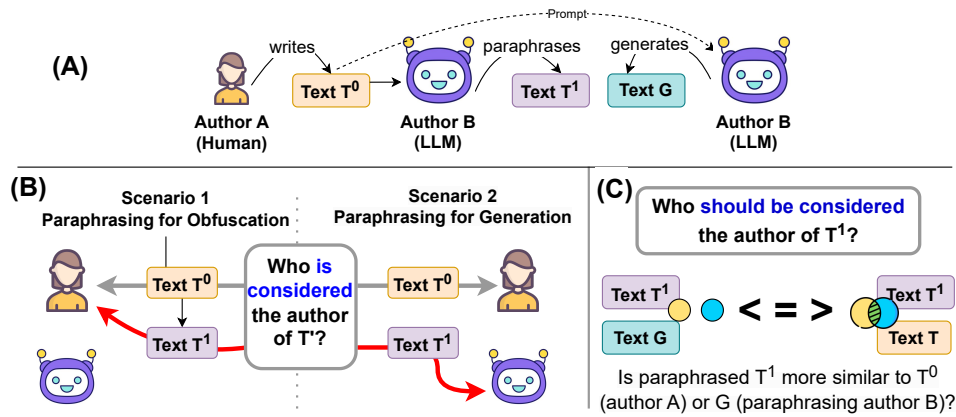 Prompt
(A)
writes
paraphrases
generates
Text T⁰
Text T¹
Text G
Author A
(Human)
Author B
(LLM)
Author B
(LLM)
(B)
Scenario 1
Paraphrasing for Obfuscation
Scenario 2
Paraphrasing for Generation
Text T⁰
Text T¹
Who is
considered
the author
of T'?
Text T⁰
Text T¹
(C)
Who should be considered
the author of T¹?
Text T¹
Text G
< = >
Text T¹
Text T
Is paraphrased T¹ more similar to T⁰
(author A) or G (paraphrasing author B)?